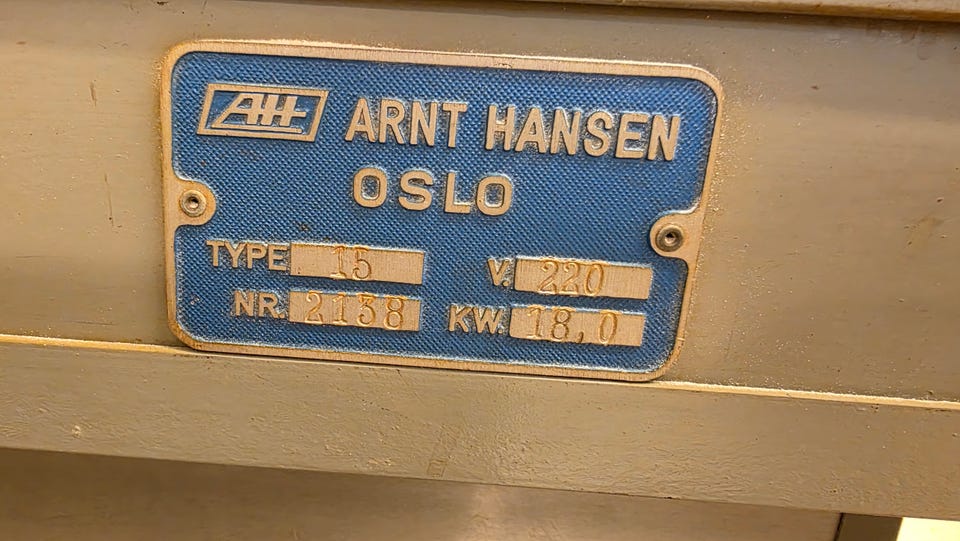 AH ARNT HANSEN
OSLO
TYPE 15 V. 220
NR. 2138 KW. 18,0